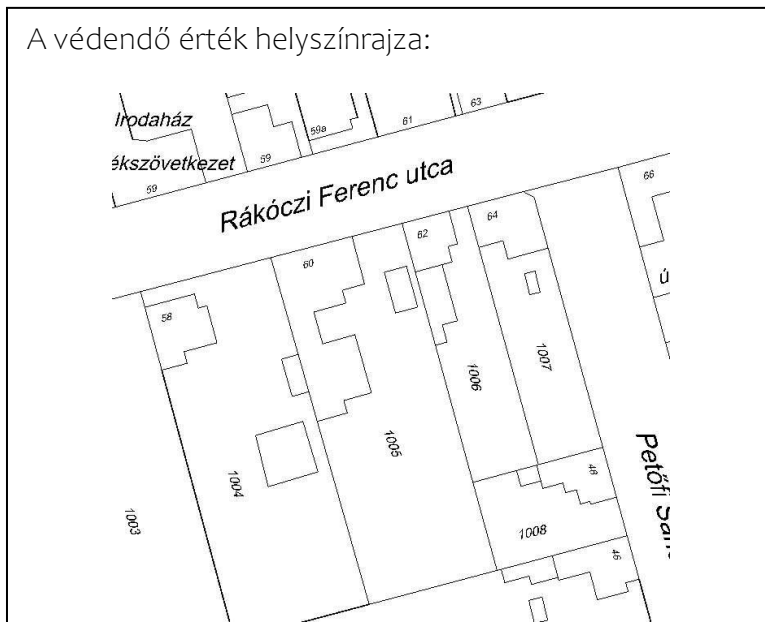 A védendő érték helyszínrajza:
Irodaház
ékszövetkezet
59
59
59a
61
63
Rákóczi Ferenc utca
58
60
62
64
66
ú
1003
1004
1005
1006
1007
1008
48
46
Petőfi